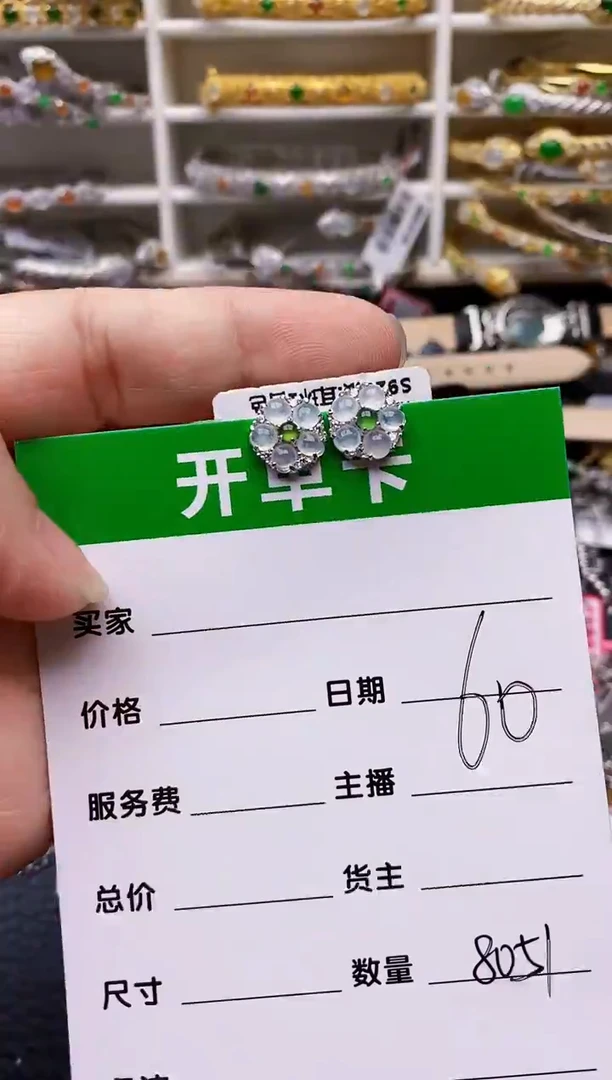 开单卡
买家
价格 日期 60
服务费 主播
总价 货主
尺寸 数量 8051